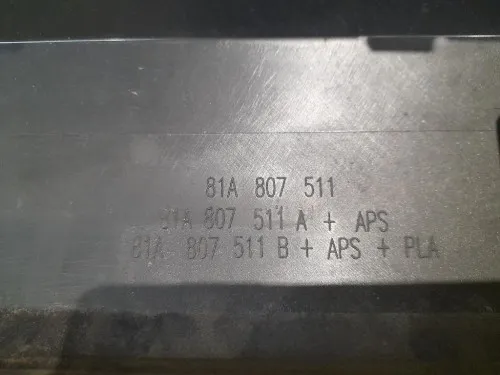 81A 807 511
81A 807 511 A + APS
81A 807 511 B + APS + PLA